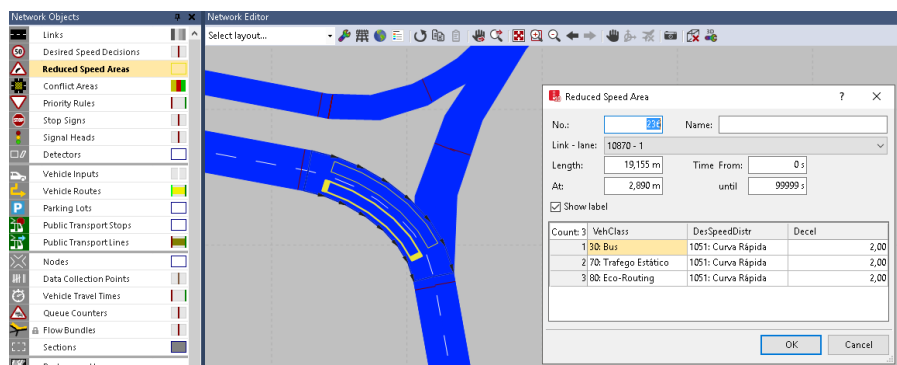 Network Objects
Network Editor
Links
Select layout...
50 Desired Speed Decisions
Reduced Speed Areas
Conflict Areas
Priority Rules
Stop Signs
Signal Heads
Detectors
Vehicle Inputs
Vehicle Routes
P Parking Lots
Public Transport Stops
Public Transport Lines
Nodes
Data Collection Points
Vehicle Travel Times
Queue Counters
Flow Bundles
Sections
Reduced Speed Area ? ×
No.: 236 Name:
Link - lane: 10870 - 1
Length: 19,155 m Time From: 0 s
At: 2,890 m until 99999 s
Show label
Count: 3 VehClass DesSpeedDistr Decel
1 30: Bus 1051: Curva Rápida 2,00
2 70: Trafego Estático 1051: Curva Rápida 2,00
3 80: Eco-Routing 1051: Curva Rápida 2,00
OK Cancel